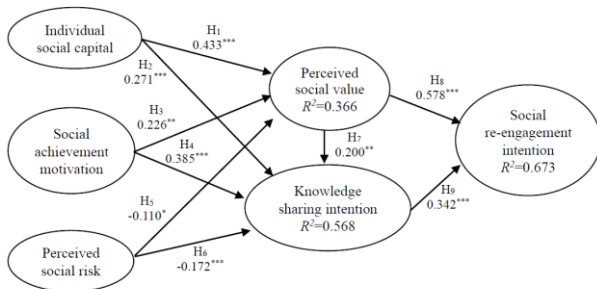 Individual
social capital
H₁
0.433***
H₂
0.271***
Perceived
social value
R²=0.366
H₈
0.578***
H₃
0.226**
Social
achievement
motivation
H₄
0.385***
H₇
0.200**
Social
re-engagement
intention
R²=0.673
Knowledge
sharing intention
R²=0.568
H₉
0.342***
H₅
-0.110*
Perceived
social risk
H₆
-0.172***